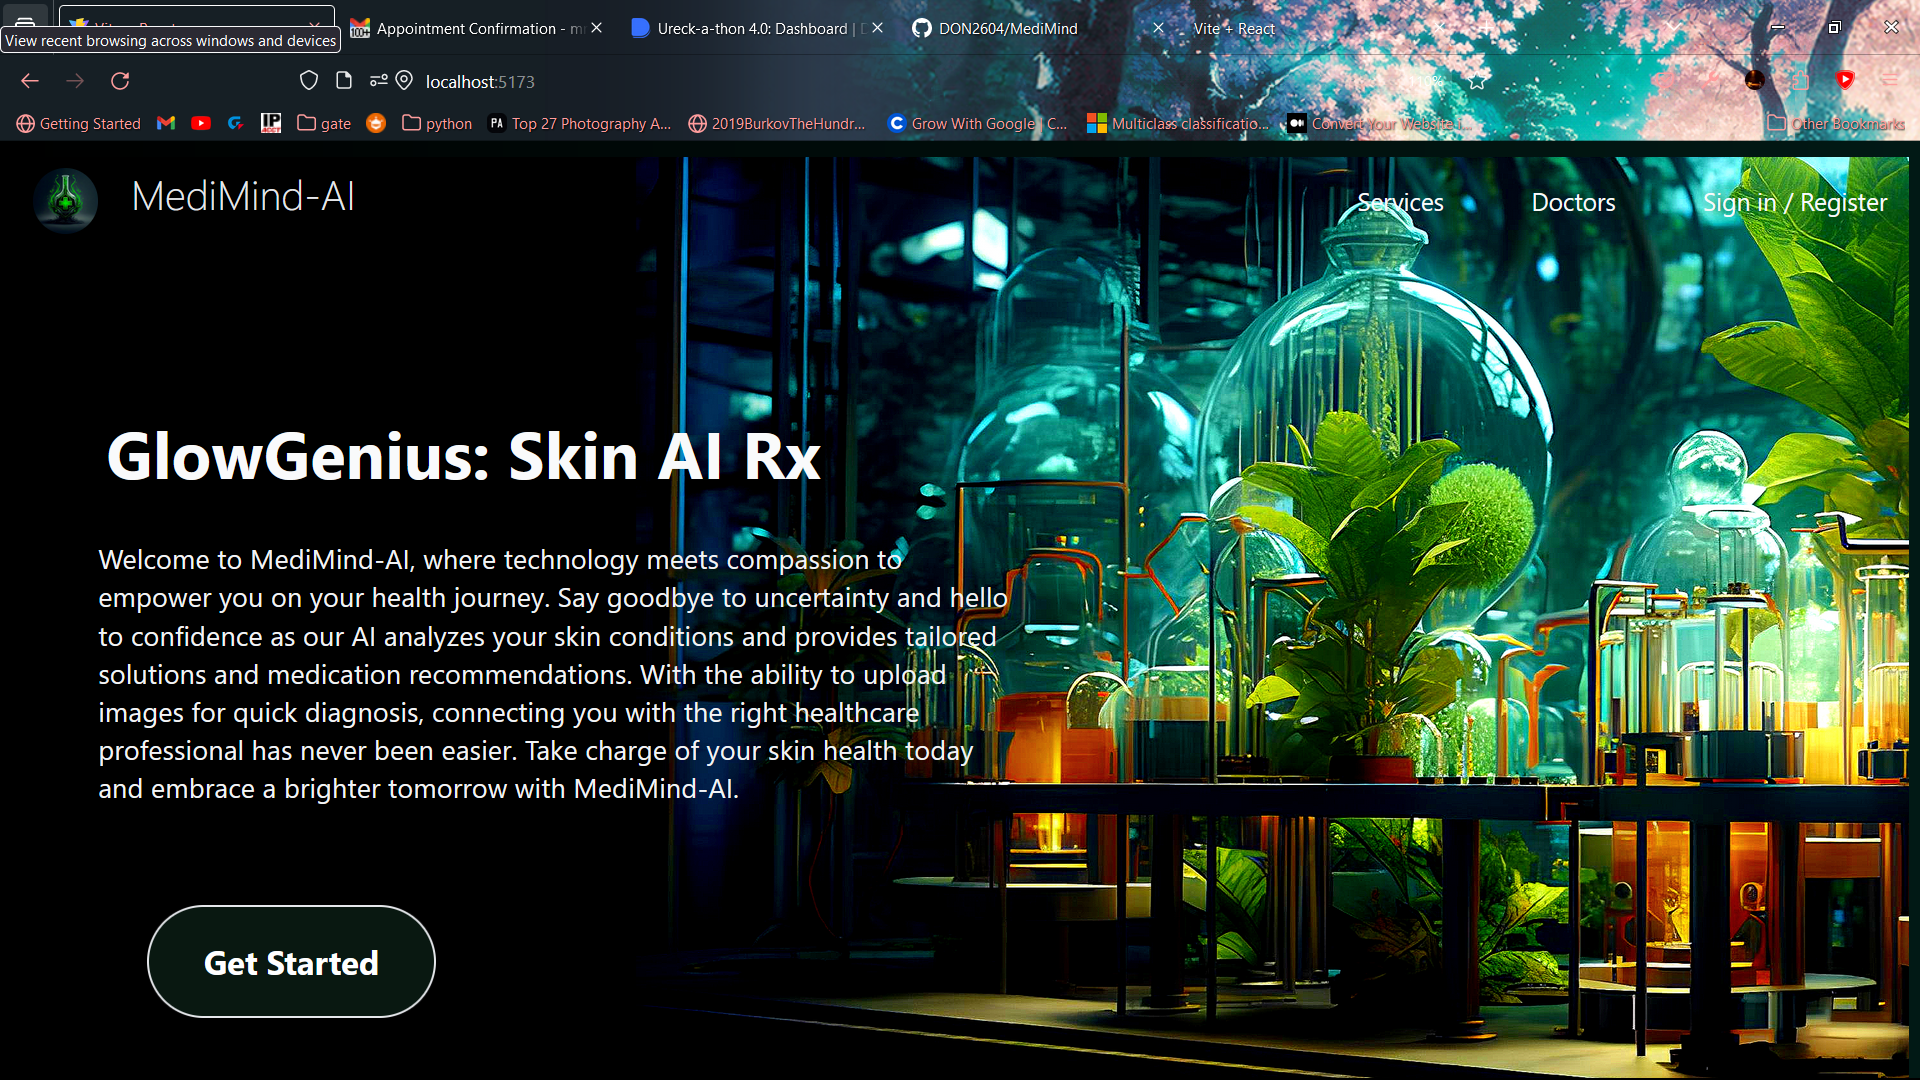 Vite + React
View recent browsing across windows and devices
Appointment Confirmation - m
Ureck-a-thon 4.0: Dashboard | D
DON2604/MediMind
Vite + React
localhost:5173
Getting Started
gate
python
PA Top 27 Photography A...
2019BurkovTheHundr...
Grow With Google | C...
Multiclass classificatio...
Convert Your Website i...
Other Bookmarks
MediMind-AI
Services
Doctors
Sign in / Register
GlowGenius: Skin AI Rx
Welcome to MediMind-AI, where technology meets compassion to
empower you on your health journey. Say goodbye to uncertainty and hello
to confidence as our AI analyzes your skin conditions and provides tailored
solutions and medication recommendations. With the ability to upload
images for quick diagnosis, connecting you with the right healthcare
professional has never been easier. Take charge of your skin health today
and embrace a brighter tomorrow with MediMind-AI.
Get Started